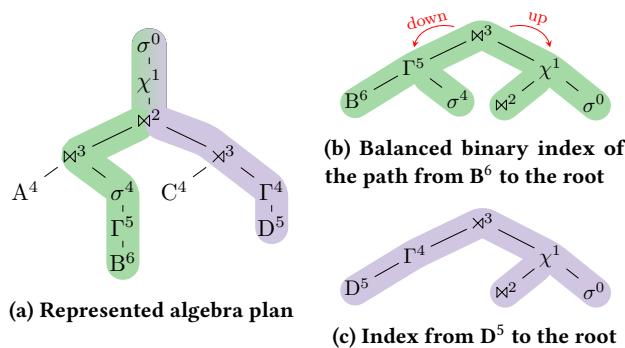 σ⁰
χ¹
⋈²
⋈³ ⋈³
A⁴ σ⁴ C⁴ Γ⁴
Γ⁵ D⁵
B⁶
(a) Represented algebra plan
down up
⋈³
Γ⁵ χ¹
B⁶ σ⁴ ⋈² σ⁰
(b) Balanced binary index of
the path from B⁶ to the root
⋈³
Γ⁴ χ¹
D⁵ ⋈² σ⁰
(c) Index from D⁵ to the root